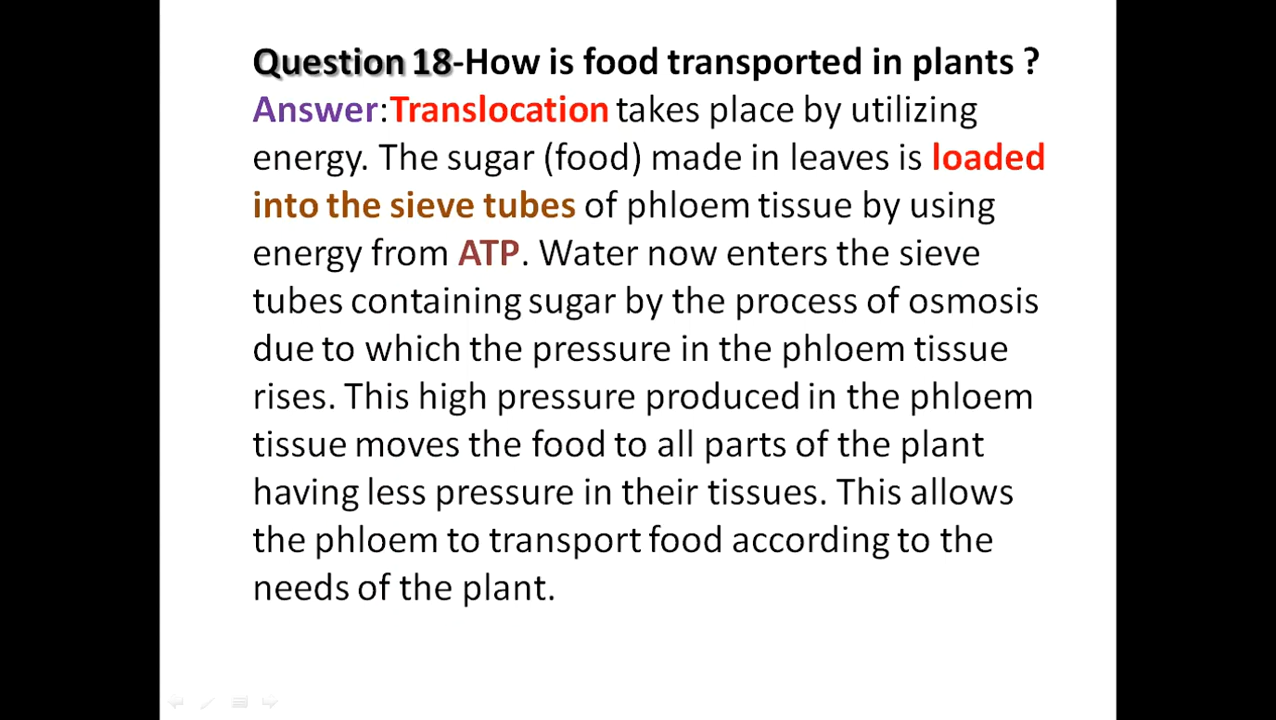 Question 18-How is food transported in plants ?
Answer:Translocation takes place by utilizing
energy. The sugar (food) made in leaves is loaded
into the sieve tubes of phloem tissue by using
energy from ATP. Water now enters the sieve
tubes containing sugar by the process of osmosis
due to which the pressure in the phloem tissue
rises. This high pressure produced in the phloem
tissue moves the food to all parts of the plant
having less pressure in their tissues. This allows
the phloem to transport food according to the
needs of the plant.